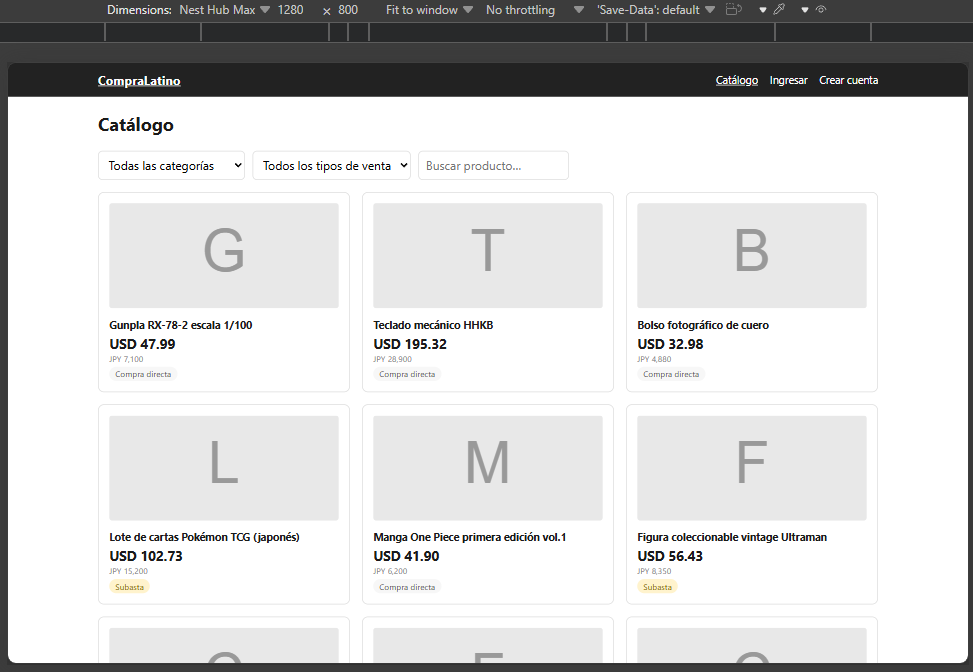 Dimensions: Nest Hub Max 1280 × 800 Fit to window No throttling 'Save-Data': default
CompraLatino Catálogo Ingresar Crear cuenta
Catálogo
Todas las categorías Todos los tipos de venta Buscar producto...
G T B
Gunpla RX-78-2 escala 1/100 Teclado mecánico HHKB Bolso fotográfico de cuero
USD 47.99 USD 195.32 USD 32.98
JPY 7,100 JPY 28,900 JPY 4,880
Compra directa Compra directa Compra directa
L M F
Lote de cartas Pokémon TCG (japonés) Manga One Piece primera edición vol.1 Figura coleccionable vintage Ultraman
USD 102.73 USD 41.90 USD 56.43
JPY 15,200 JPY 6,200 JPY 8,350
Subasta Compra directa Subasta